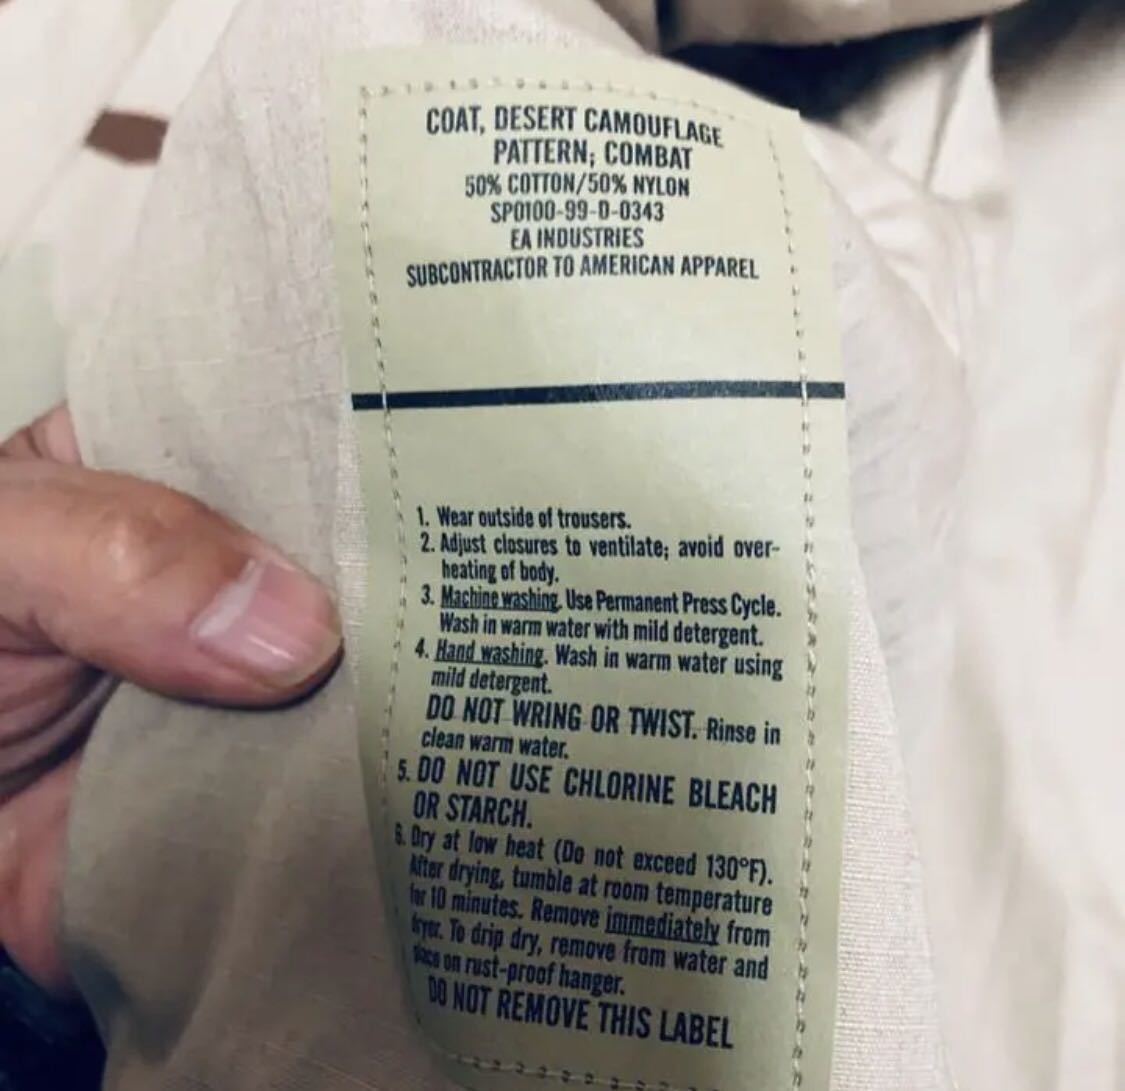 COAT, DESERT CAMOUFLAGE
PATTERN; COMBAT
50% COTTON/50% NYLON
SPO100-99-D-0343
EA INDUSTRIES
SUBCONTRACTOR TO AMERICAN APPAREL
1. Wear outside of trousers.
2. Adjust closures to ventilate; avoid over-
heating of body.
3. Machine washing. Use Permanent Press Cycle.
Wash in warm water with mild detergent.
4. Hand washing. Wash in warm water using
mild detergent.
DO NOT WRING OR TWIST. Rinse in
clean warm water.
5. DO NOT USE CHLORINE BLEACH
OR STARCH.
6. Dry at low heat (Do not exceed 130°F).
After drying, tumble at room temperature
for 10 minutes. Remove immediately from
dryer. To drip dry, remove from water and
place on rust-proof hanger.
DO NOT REMOVE THIS LABEL